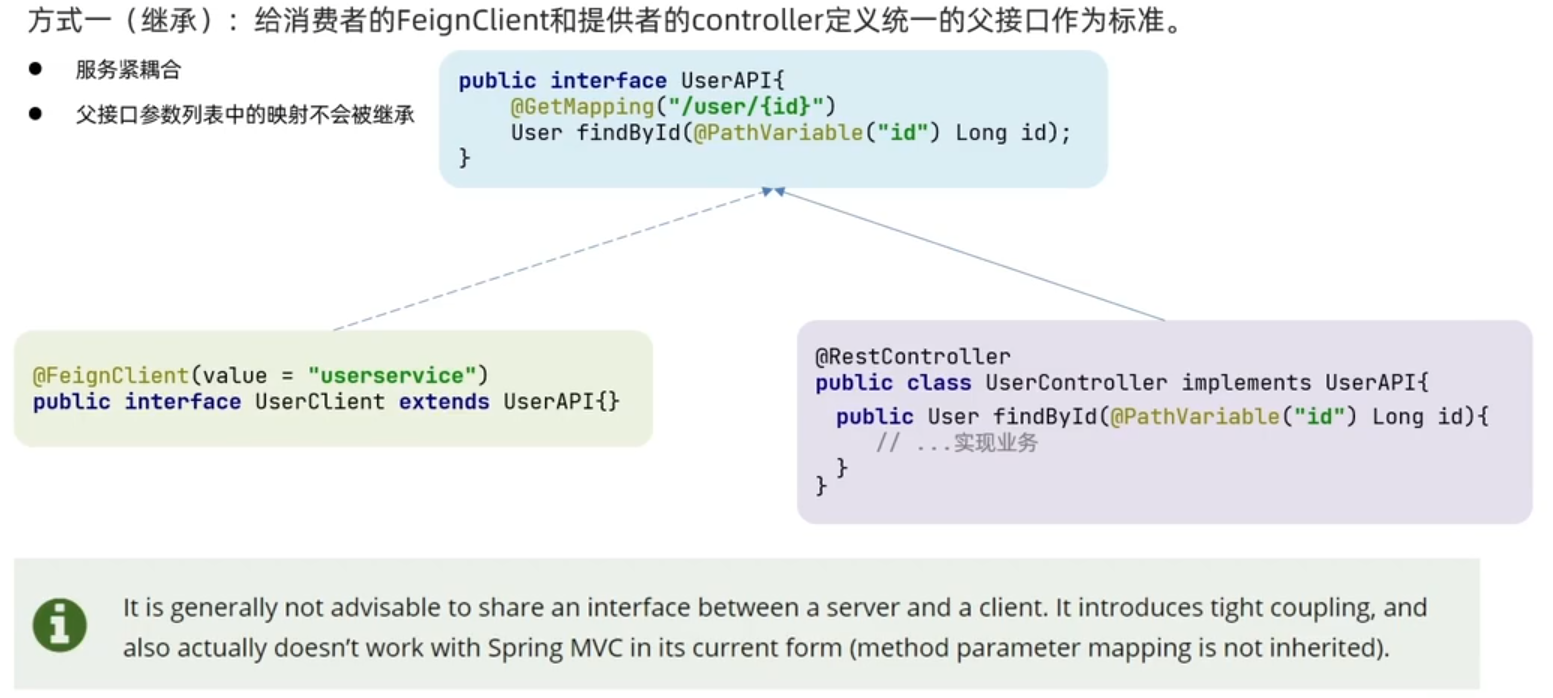 方式一（继承）：给消费者的FeignClient和提供者的controller定义统一的父接口作为标准。
● 服务紧耦合
● 父接口参数列表中的映射不会被继承
public interface UserAPI{
    @GetMapping("/user/{id}")
    User findById(@PathVariable("id") Long id);
}
@FeignClient(value = "userservice")
public interface UserClient extends UserAPI{}
@RestController
public class UserController implements UserAPI{
  public User findById(@PathVariable("id") Long id){
    // ...实现业务
  }
}
It is generally not advisable to share an interface between a server and a client. It introduces tight coupling, and
also actually doesn’t work with Spring MVC in its current form (method parameter mapping is not inherited).